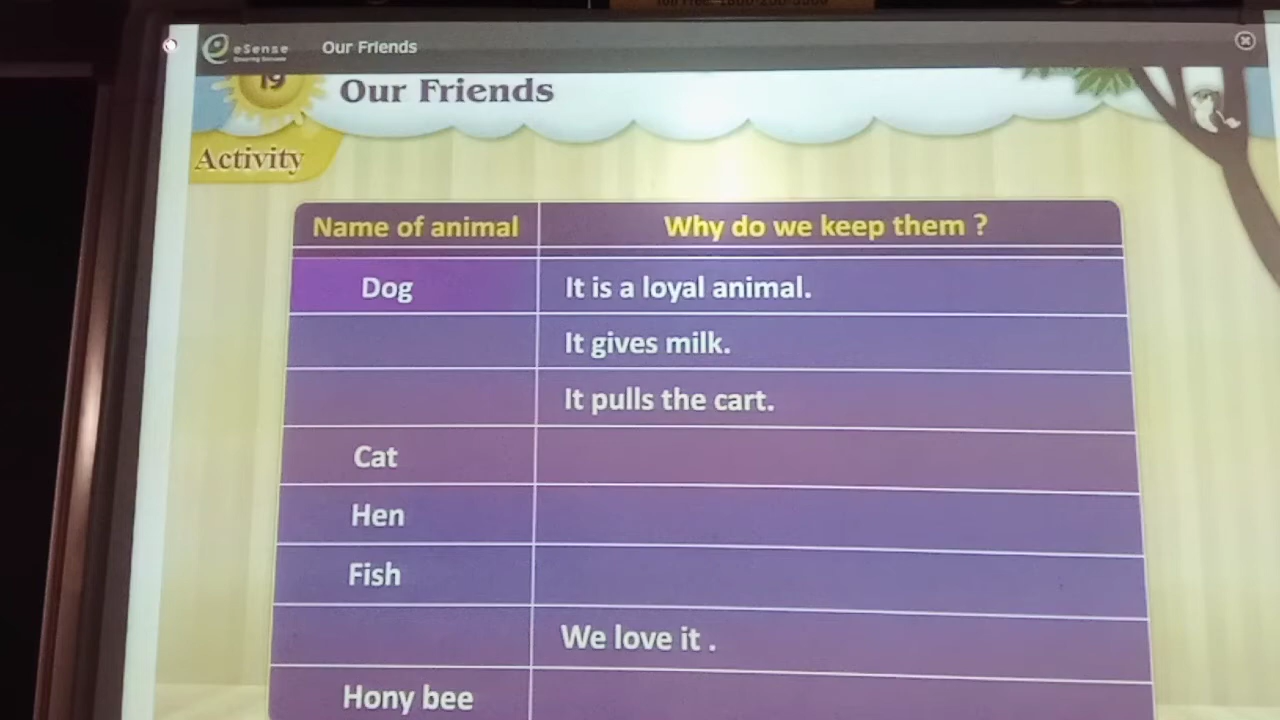 eSense
Our Friends
19
Our Friends
Activity
Name of animal Why do we keep them ?
Dog It is a loyal animal.
It gives milk.
It pulls the cart.
Cat
Hen
Fish
We love it .
Hony bee